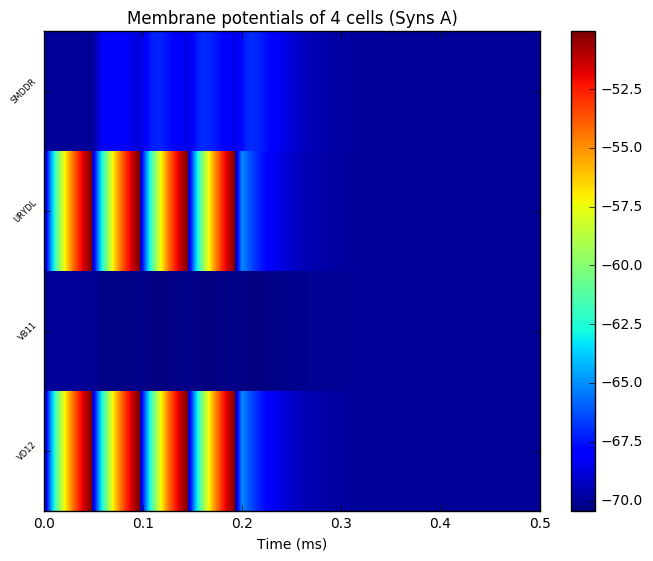 Membrane potentials of 4 cells (Syns A)
SMDDR
URYDL
VB11
VD12
0.0 0.1 0.2 0.3 0.4 0.5
Time (ms)
−52.5
−55.0
−57.5
−60.0
−62.5
−65.0
−67.5
−70.0